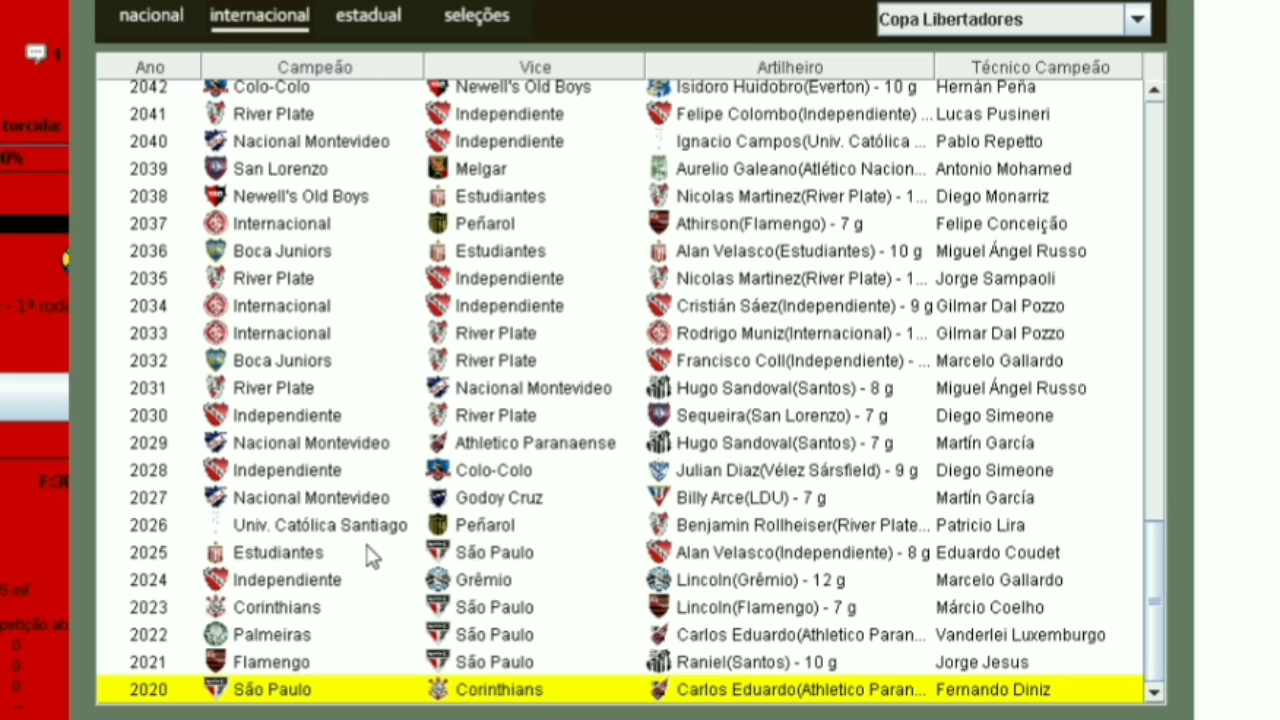 nacional internacional estadual seleções Copa Libertadores
1
torcida:
0%
- 1ª roda
5 mil
petição at
0
0
0
Ano Campeão Vice Artilheiro Técnico Campeão
2042 Colo-Colo Newell's Old Boys Isidoro Huidobro(Everton) - 10 g Hernán Peña
2041 River Plate Independiente Felipe Colombo(Independiente) ... Lucas Pusineri
2040 Nacional Montevideo Independiente Ignacio Campos(Univ. Católica ... Pablo Repetto
2039 San Lorenzo Melgar Aurelio Galeano(Atlético Nacion... Antonio Mohamed
2038 Newell's Old Boys Estudiantes Nicolas Martinez(River Plate) - 1... Diego Monarriz
2037 Internacional Peñarol Athirson(Flamengo) - 7 g Felipe Conceição
2036 Boca Juniors Estudiantes Alan Velasco(Estudiantes) - 10 g Miguel Ángel Russo
2035 River Plate Independiente Nicolas Martinez(River Plate) - 1... Jorge Sampaoli
2034 Internacional Independiente Cristián Sáez(Independiente) - 9 g Gilmar Dal Pozzo
2033 Internacional River Plate Rodrigo Muniz(Internacional) - 1... Gilmar Dal Pozzo
2032 Boca Juniors River Plate Francisco Coll(Independiente) - ... Marcelo Gallardo
2031 River Plate Nacional Montevideo Hugo Sandoval(Santos) - 8 g Miguel Ángel Russo
2030 Independiente River Plate Sequeira(San Lorenzo) - 7 g Diego Simeone
2029 Nacional Montevideo Athletico Paranaense Hugo Sandoval(Santos) - 7 g Martín García
2028 Independiente Colo-Colo Julian Diaz(Vélez Sársfield) - 9 g Diego Simeone
2027 Nacional Montevideo Godoy Cruz Billy Arce(LDU) - 7 g Martín García
2026 Univ. Católica Santiago Peñarol Benjamin Rollheiser(River Plate... Patricio Lira
2025 Estudiantes São Paulo Alan Velasco(Independiente) - 8 g Eduardo Coudet
2024 Independiente Grêmio Lincoln(Grêmio) - 12 g Marcelo Gallardo
2023 Corinthians São Paulo Lincoln(Flamengo) - 7 g Márcio Coelho
2022 Palmeiras São Paulo Carlos Eduardo(Athletico Paran... Vanderlei Luxemburgo
2021 Flamengo São Paulo Raniel(Santos) - 10 g Jorge Jesus
2020 São Paulo Corinthians Carlos Eduardo(Athletico Paran... Fernando Diniz